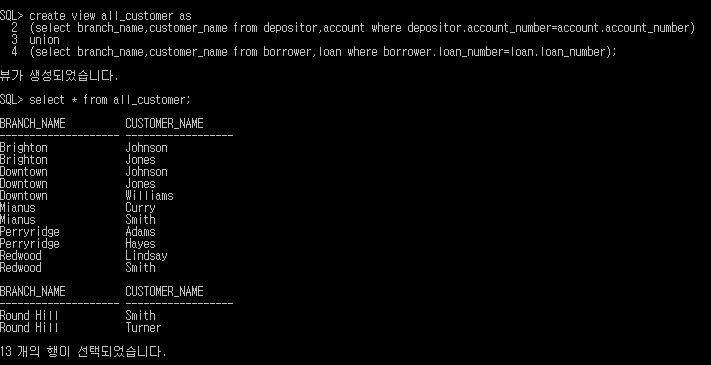 SQL> create view all_customer as
  2  (select branch_name,customer_name from depositor,account where depositor.account_number=account.account_number)
  3  union
  4  (select branch_name,customer_name from borrower,loan where borrower.loan_number=loan.loan_number);
뷰가 생성되었습니다.
SQL> select * from all_customer;
BRANCH_NAME          CUSTOMER_NAME
-------------------- ------------------
Brighton             Johnson
Brighton             Jones
Downtown             Johnson
Downtown             Jones
Downtown             Williams
Mianus               Curry
Mianus               Smith
Perryridge           Adams
Perryridge           Hayes
Redwood              Lindsay
Redwood              Smith
BRANCH_NAME          CUSTOMER_NAME
-------------------- ------------------
Round Hill           Smith
Round Hill           Turner
13 개의 행이 선택되었습니다.